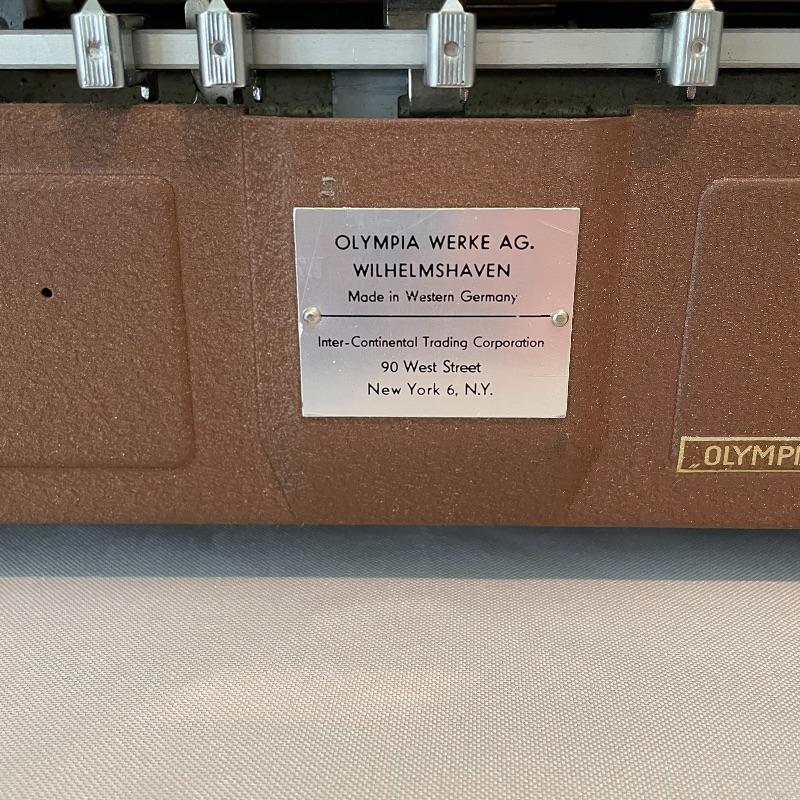 OLYMPIA WERKE AG.
WILHELMSHAVEN
Made in Western Germany
Inter-Continental Trading Corporation
90 West Street
New York 6, N.Y.
„OLYMPI